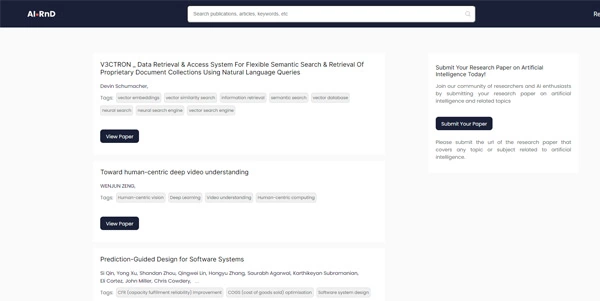 AI-RnD
Search publications, articles, keywords, etc
Re
V3CTRON _ Data Retrieval & Access System For Flexible Semantic Search & Retrieval Of
Proprietary Document Collections Using Natural Language Queries
Devin Schumacher,
Tags: vector embeddings vector similarity search information retrieval semantic search vector database
neural search neural search engine vector search engine
View Paper
Toward human-centric deep video understanding
WENJUN ZENG,
Tags: Human-centric vision Deep Learning Video understanding Human-centric computing
View Paper
Prediction-Guided Design for Software Systems
Si Qin, Yong Xu, Shandan Zhou, Qingwei Lin, Hongyu Zhang, Saurabh Agarwal, Karthikeyan Subramanian,
Eli Cortez, John Miller, Chris Cowdery, ...
Tags: CFR (capacity fulfilment reliability) improvement COGS (cost of goods sold) optimisation Software system design
Submit Your Research Paper on Artificial
Intelligence Today!
Join our community of researchers and AI enthusiasts
by submitting your research paper on artificial
intelligence and related topics
Submit Your Paper
Please submit the url of the research paper that
covers any topic or subject related to artificial
intelligence.